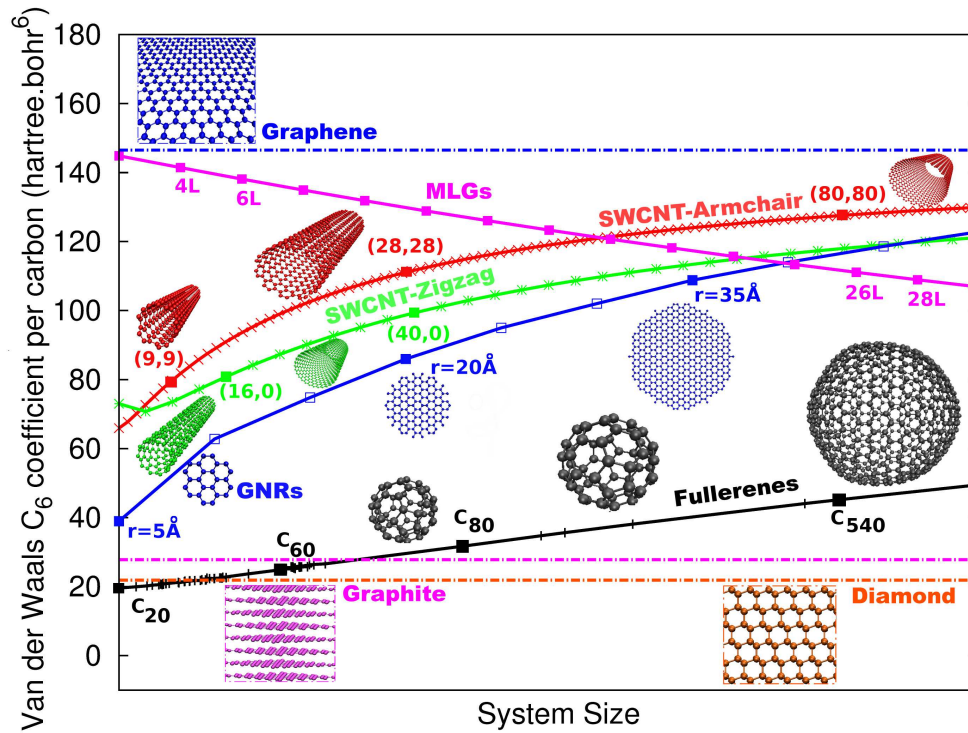 Van der Waals C₆ coefficient per carbon (hartree.bohr⁶)
180
160
140
120
100
80
60
40
20
0
Graphene
4L
6L
MLGs
SWCNT-Armchair
(80,80)
(28,28)
SWCNT-Zigzag
(9,9)
(16,0)
(40,0)
r=35Å
26L
28L
r=20Å
GNRs
r=5Å
Fullerenes
C₈₀
C₅₄₀
C₆₀
C₂₀
Graphite
Diamond
System Size